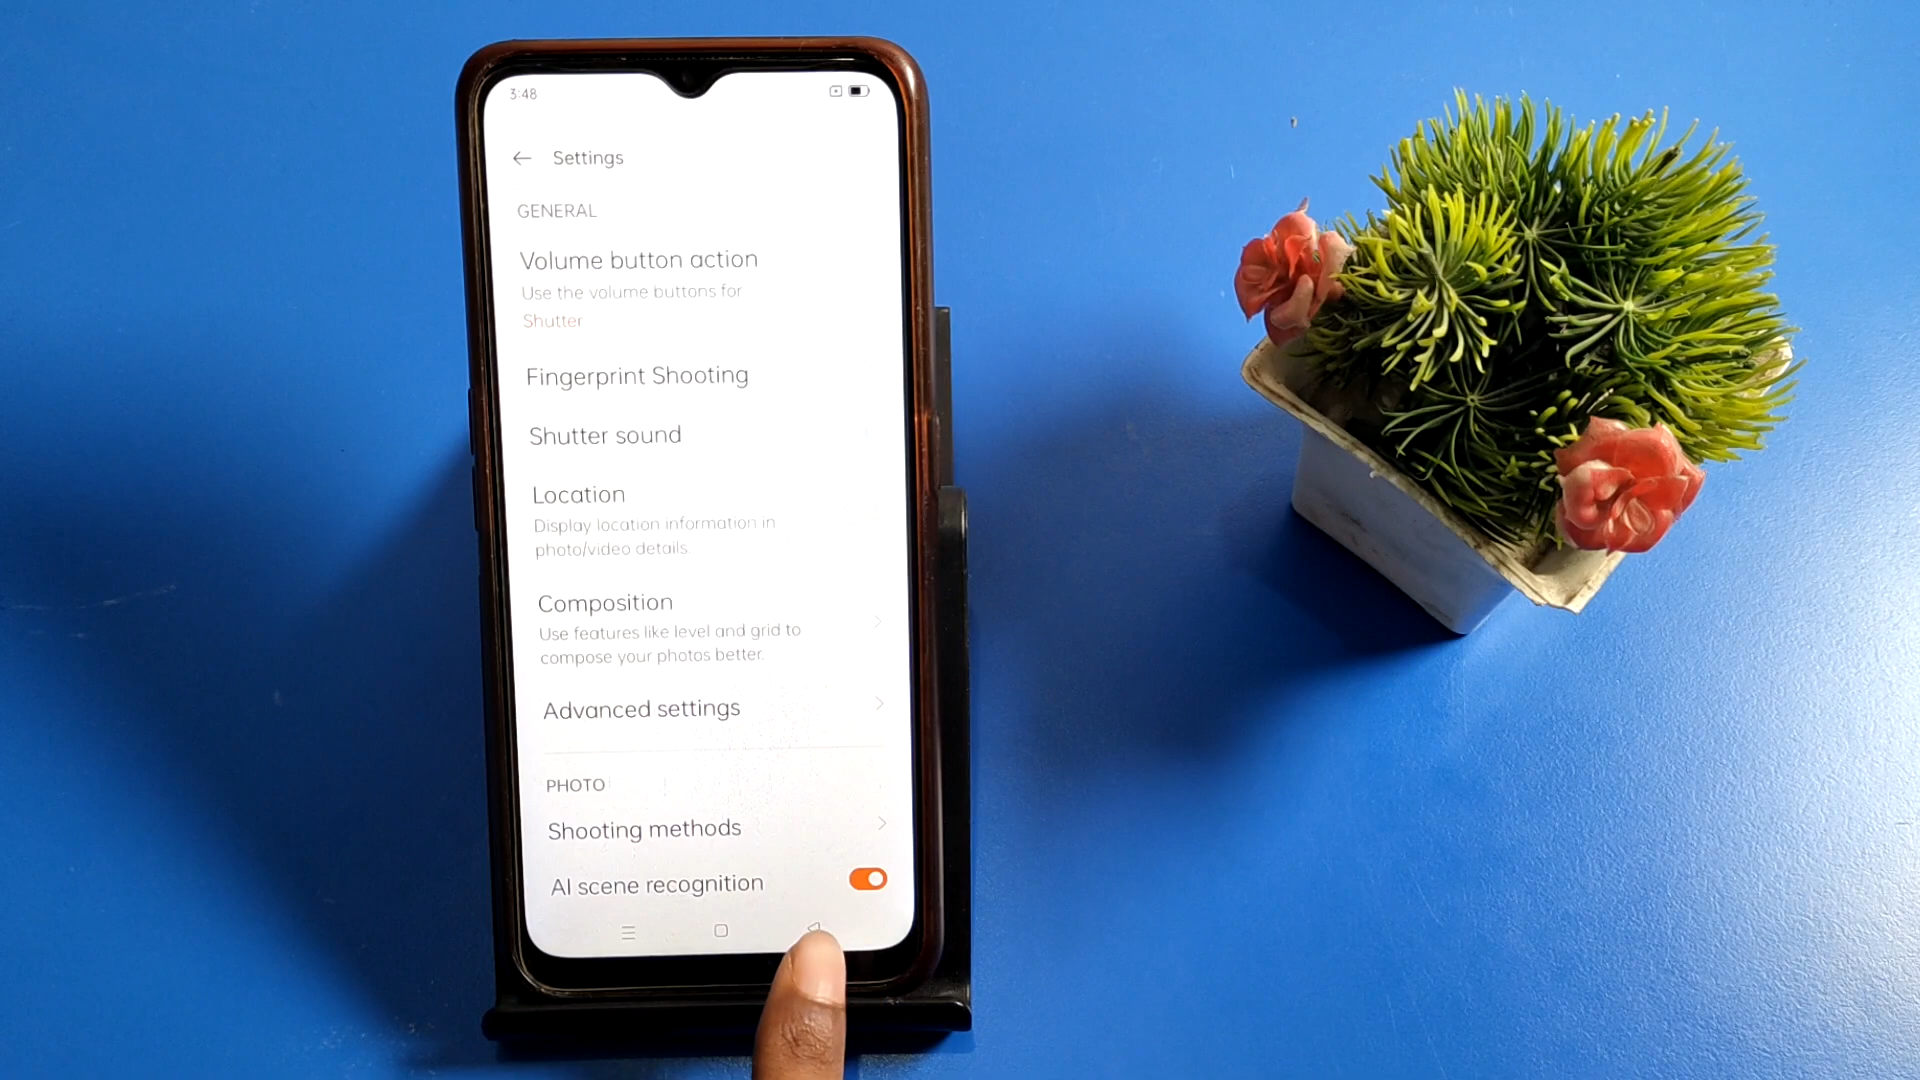 3:48
Settings
GENERAL
Volume button action
Use the volume buttons for
Shutter
Fingerprint Shooting
Shutter sound
Location
Display location information in
photo/video details.
Composition
Use features like level and grid to
compose your photos better.
Advanced settings
PHOTO
Shooting methods
AI scene recognition